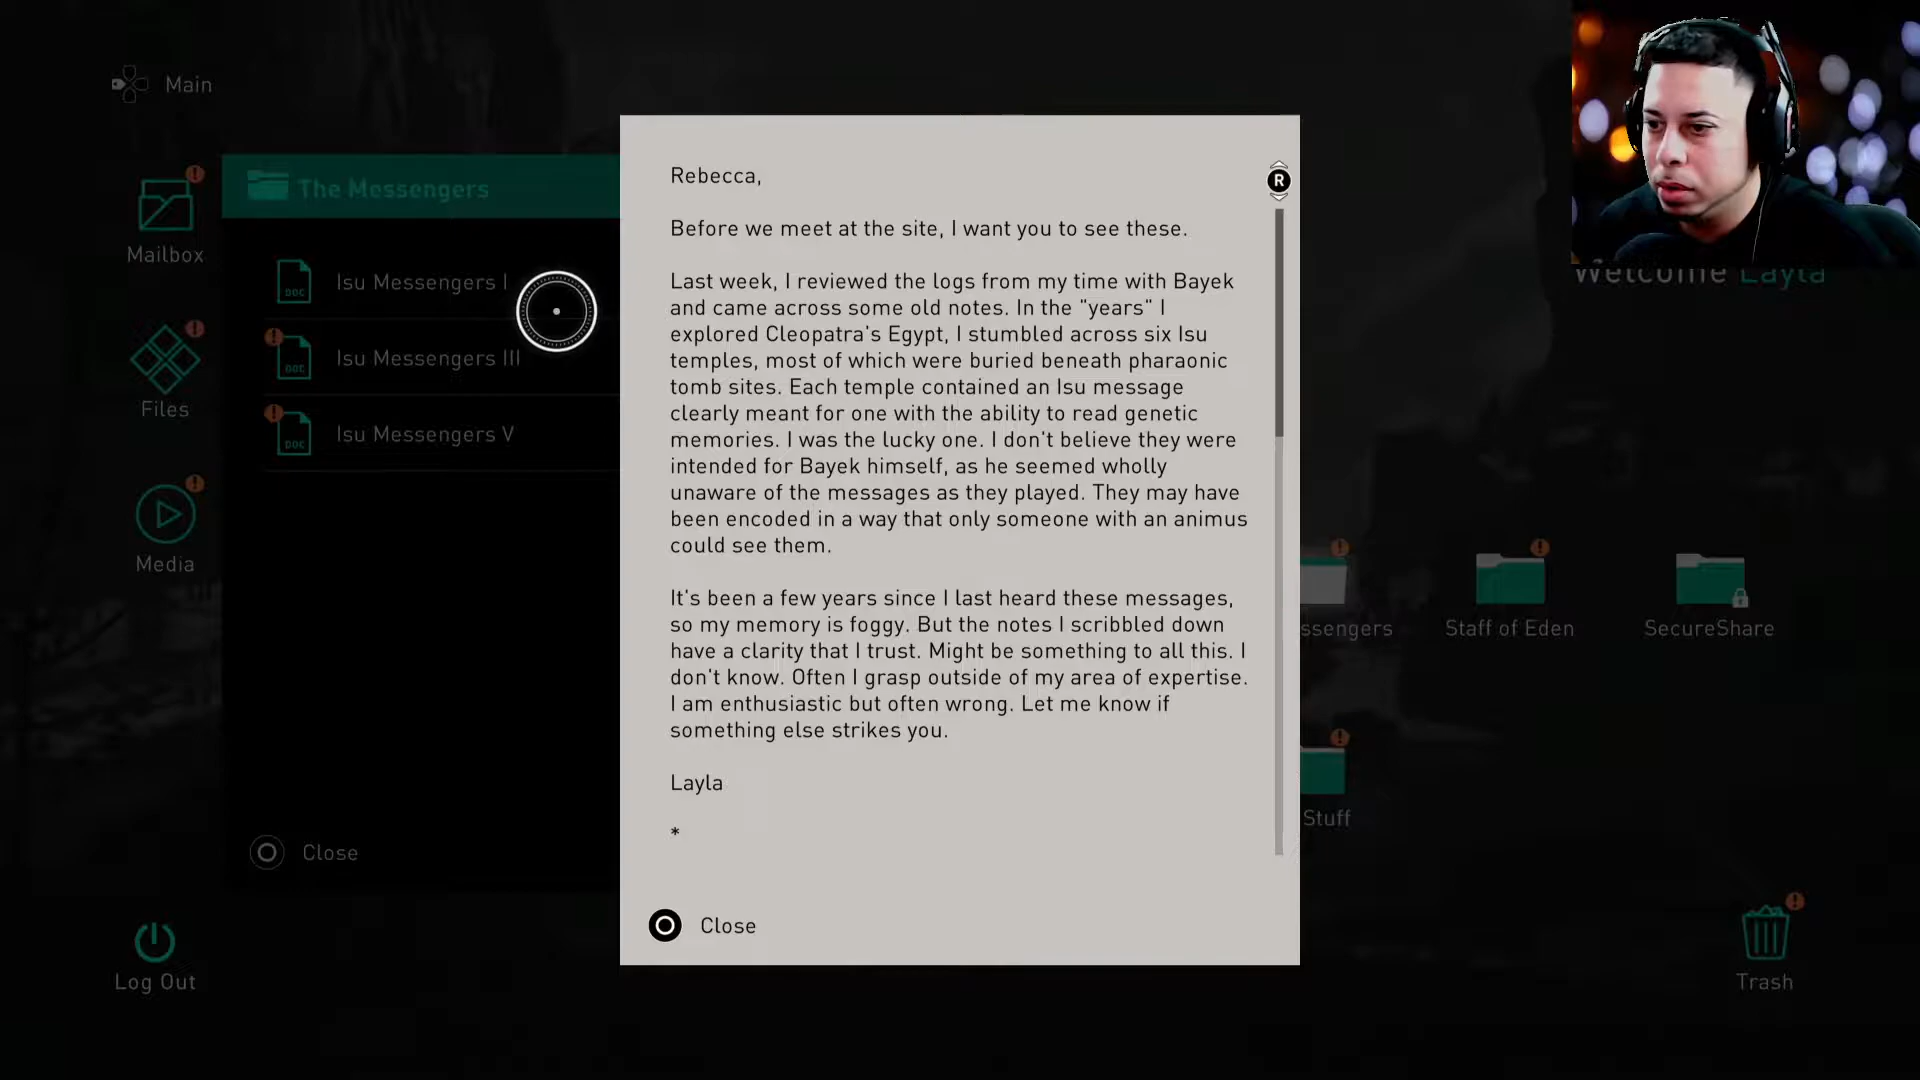 Main
Mailbox
Files
Media
Log Out
The Messengers
DOC
Isu Messengers I
DOC
Isu Messengers III
DOC
Isu Messengers V
Close
Rebecca,
Before we meet at the site, I want you to see these.
Last week, I reviewed the logs from my time with Bayek
and came across some old notes. In the "years" I
explored Cleopatra's Egypt, I stumbled across six Isu
temples, most of which were buried beneath pharaonic
tomb sites. Each temple contained an Isu message
clearly meant for one with the ability to read genetic
memories. I was the lucky one. I don't believe they were
intended for Bayek himself, as he seemed wholly
unaware of the messages as they played. They may have
been encoded in a way that only someone with an animus
could see them.
It's been a few years since I last heard these messages,
so my memory is foggy. But the notes I scribbled down
have a clarity that I trust. Might be something to all this. I
don't know. Often I grasp outside of my area of expertise.
I am enthusiastic but often wrong. Let me know if
something else strikes you.
Layla
*
Close
R
Welcome Layla
ssengers
Staff of Eden
SecureShare
Stuff
Trash